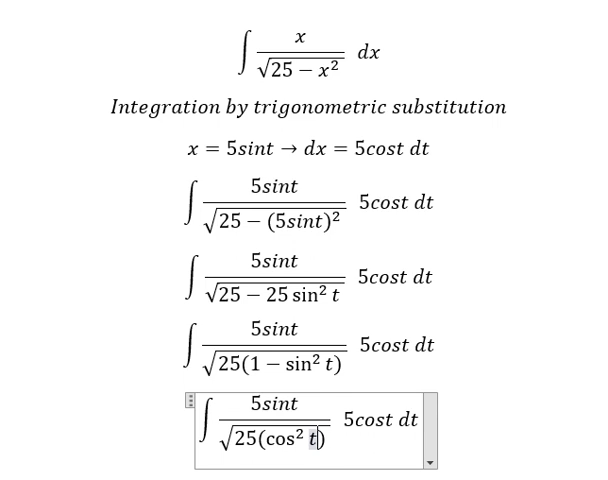 ∫ x / √(25 − x²) dx
Integration by trigonometric substitution
x = 5sint → dx = 5cost dt
∫ 5sint / √(25 − (5sint)²) 5cost dt
∫ 5sint / √(25 − 25 sin² t) 5cost dt
∫ 5sint / √(25(1 − sin² t)) 5cost dt
∫ 5sint / √(25(cos² t)) 5cost dt